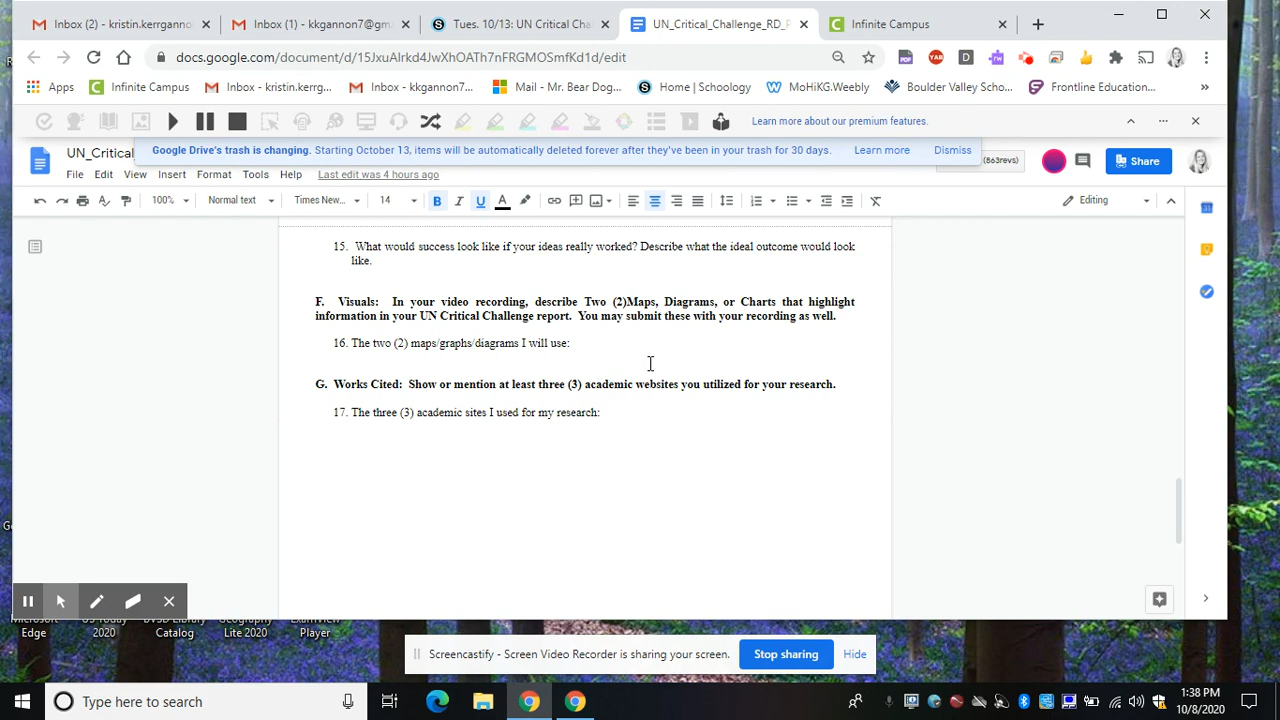 Inbox (2) - kristin.kerrgannon
Inbox (1) - kkgannon7@gm
Tues. 10/13: UN Critical Chal
UN_Critical_Challenge_RD_P
Infinite Campus
docs.google.com/document/d/15JxuAIrkd4JwXhOATh7nFRGMOSmfKd1d/edit
Apps
Infinite Campus
Inbox - kristin.kerrg...
Inbox - kkgannon7...
Mail - Mr. Bear Dog...
Home | Schoology
MoHiKG.Weebly
Boulder Valley Scho...
Frontline Education...
Learn more about our premium features.
UN_Critical
Google Drive's trash is changing. Starting October 13, items will be automatically deleted forever after they've been in your trash for 30 days.
Learn more
Dismiss
(863revs)
Share
File Edit View Insert Format Tools Help Last edit was 4 hours ago
100% Normal text Times New... 14 B I U A Editing
15. What would success look like if your ideas really worked? Describe what the ideal outcome would look
like.
F. Visuals: In your video recording, describe Two (2)Maps, Diagrams, or Charts that highlight
information in your UN Critical Challenge report. You may submit these with your recording as well.
16. The two (2) maps/graphs/diagrams I will use:
G. Works Cited: Show or mention at least three (3) academic websites you utilized for your research.
17. The three (3) academic sites I used for my research:
Edge
2020
Catalog
Lite 2020
Player
Screencastify - Screen Video Recorder is sharing your screen.
Stop sharing
Hide
Type here to search
1:38 PM
10/8/2020